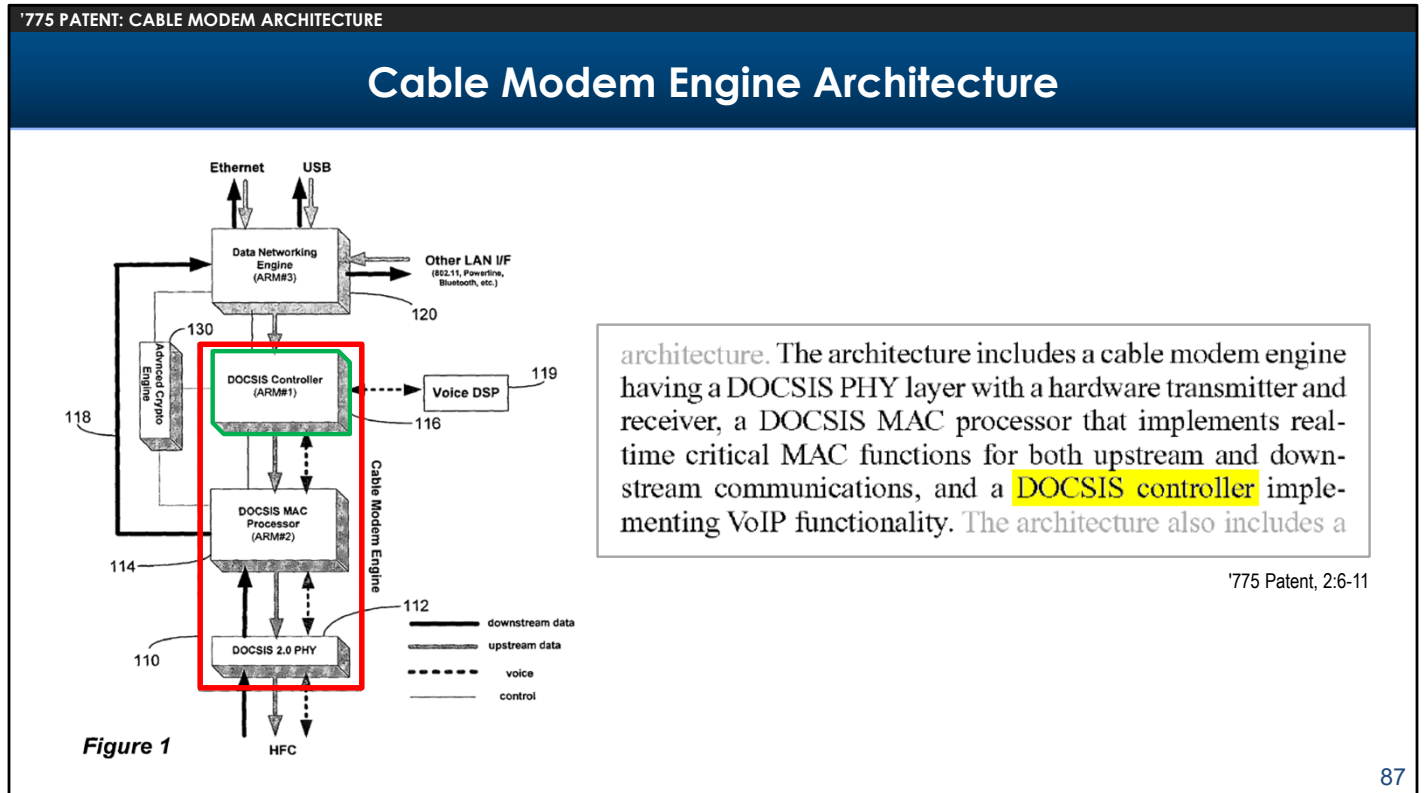 '775 PATENT: CABLE MODEM ARCHITECTURE
Cable Modem Engine Architecture
Ethernet
USB
Data Networking
Engine
(ARM#3)
Other LAN I/F
(802.11, Powerline,
Bluetooth, etc.)
120
130
Advnced Crypto
Engine
DOCSIS Controller
(ARM#1)
Voice DSP
119
118
116
Cable Modem Engine
DOCSIS MAC
Processor
(ARM#2)
114
112
DOCSIS 2.0 PHY
110
downstream data
upstream data
voice
control
Figure 1
HFC
architecture. The architecture includes a cable modem engine
having a DOCSIS PHY layer with a hardware transmitter and
receiver, a DOCSIS MAC processor that implements real-
time critical MAC functions for both upstream and down-
stream communications, and a DOCSIS controller imple-
menting VoIP functionality. The architecture also includes a
'775 Patent, 2:6-11
87